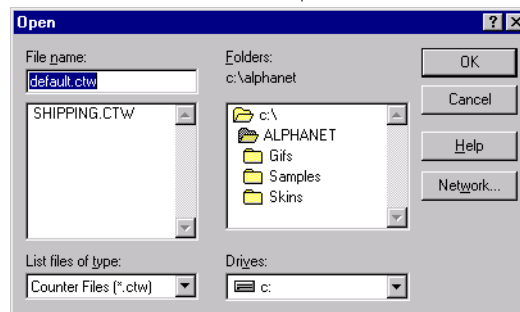 Open
File name:
default.ctw
SHIPPING.CTW
List files of type:
Counter Files (*.ctw)
Folders:
c:\alphanet
c:\
ALPHANET
Gifs
Samples
Skins
Drives:
c:
OK
Cancel
Help
Network...